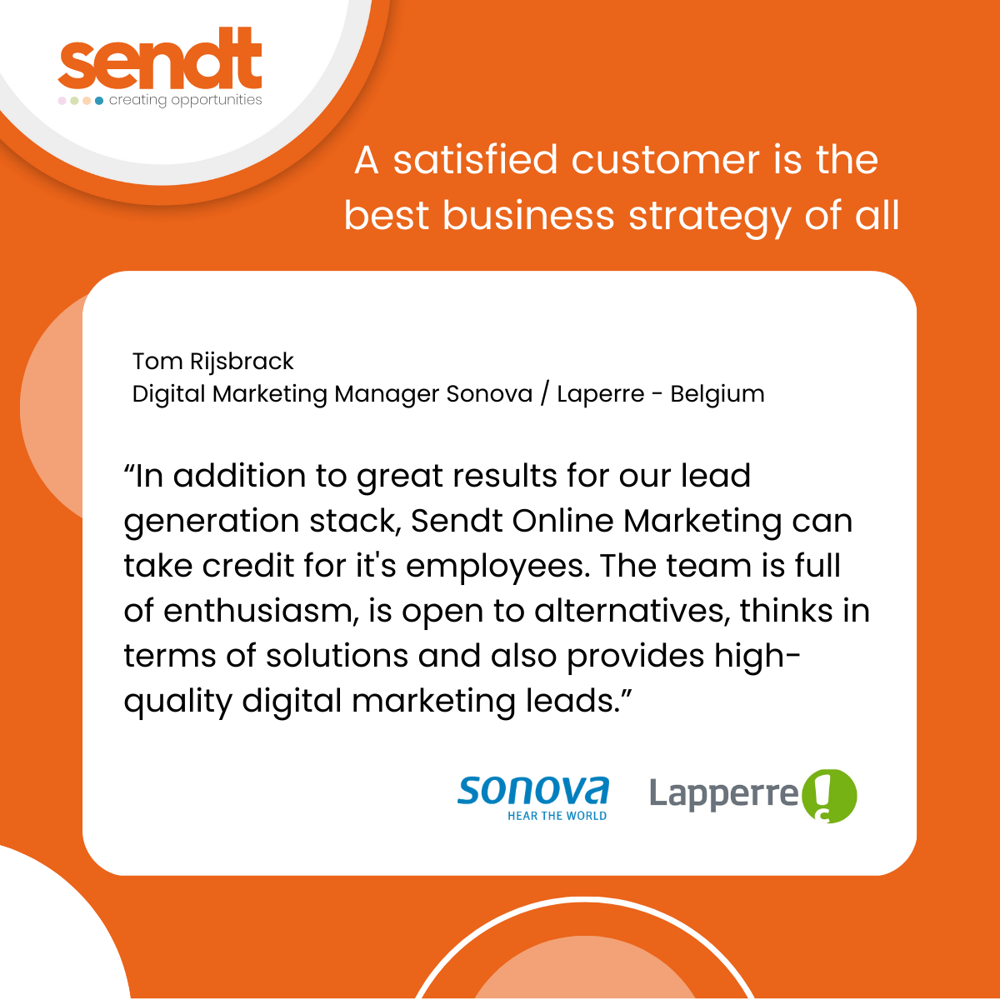 sendt
creating opportunities
A satisfied customer is the
best business strategy of all
Tom Rijsbrack
Digital Marketing Manager Sonova / Laperre - Belgium
“In addition to great results for our lead
generation stack, Sendt Online Marketing can
take credit for it's employees. The team is full
of enthusiasm, is open to alternatives, thinks in
terms of solutions and also provides high-
quality digital marketing leads.”
sonova
HEAR THE WORLD
Lapperre